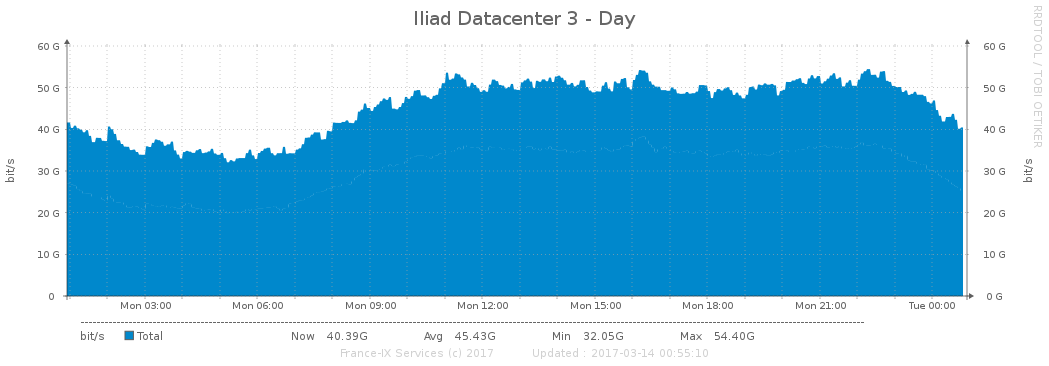 Iliad Datacenter 3 - Day
RRDTOOL / TOBI OETIKER
60 G 60 G
50 G 50 G
40 G 40 G
30 G 30 G
20 G 20 G
10 G 10 G
0 0 G
bit/s bit/s
Mon 03:00 Mon 06:00 Mon 09:00 Mon 12:00 Mon 15:00 Mon 18:00 Mon 21:00 Tue 00:00
bit/s Total Now 40.39G Avg 45.43G Min 32.05G Max 54.40G
France-IX Services (c) 2017 Updated : 2017-03-14 00:55:10